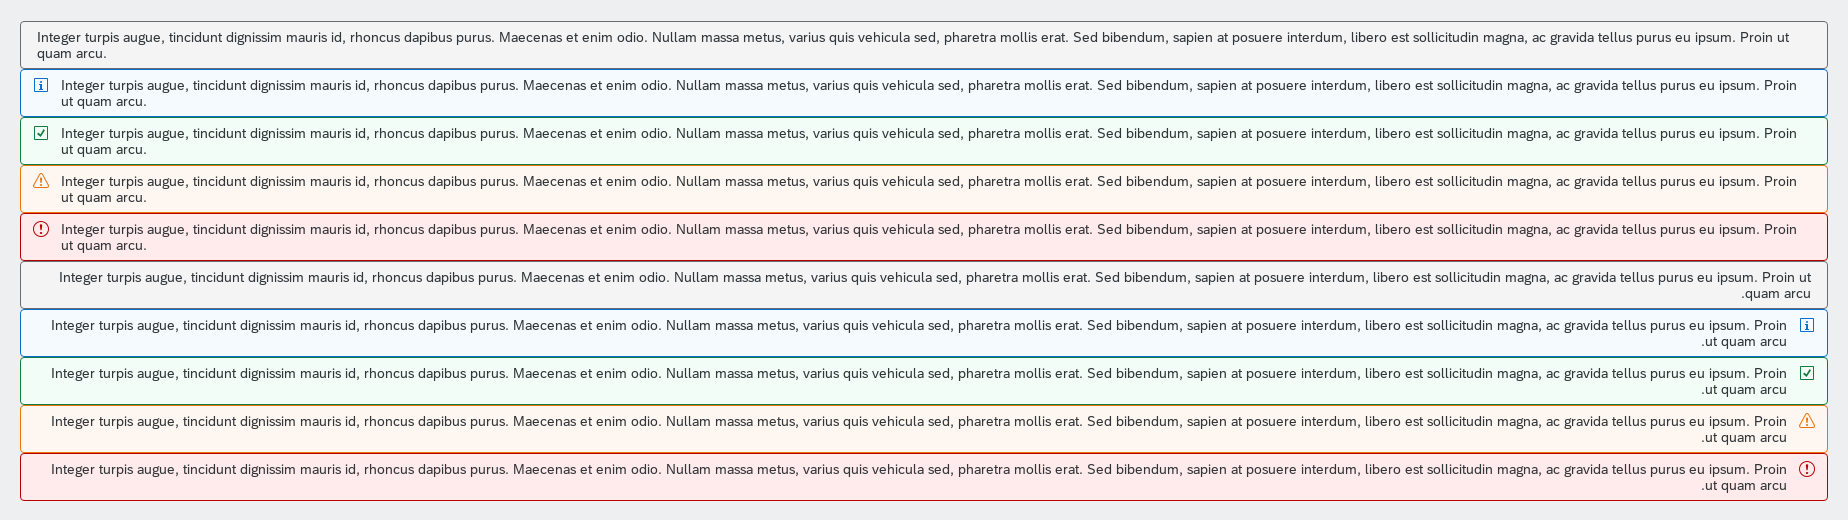 Integer turpis augue, tincidunt dignissim mauris id, rhoncus dapibus purus. Maecenas et enim odio. Nullam massa metus, varius quis vehicula sed, pharetra mollis erat. Sed bibendum, sapien at posuere interdum, libero est sollicitudin magna, ac gravida tellus purus eu ipsum. Proin ut
quam arcu.
Integer turpis augue, tincidunt dignissim mauris id, rhoncus dapibus purus. Maecenas et enim odio. Nullam massa metus, varius quis vehicula sed, pharetra mollis erat. Sed bibendum, sapien at posuere interdum, libero est sollicitudin magna, ac gravida tellus purus eu ipsum. Proin
ut quam arcu.
Integer turpis augue, tincidunt dignissim mauris id, rhoncus dapibus purus. Maecenas et enim odio. Nullam massa metus, varius quis vehicula sed, pharetra mollis erat. Sed bibendum, sapien at posuere interdum, libero est sollicitudin magna, ac gravida tellus purus eu ipsum. Proin
ut quam arcu.
Integer turpis augue, tincidunt dignissim mauris id, rhoncus dapibus purus. Maecenas et enim odio. Nullam massa metus, varius quis vehicula sed, pharetra mollis erat. Sed bibendum, sapien at posuere interdum, libero est sollicitudin magna, ac gravida tellus purus eu ipsum. Proin
ut quam arcu.
Integer turpis augue, tincidunt dignissim mauris id, rhoncus dapibus purus. Maecenas et enim odio. Nullam massa metus, varius quis vehicula sed, pharetra mollis erat. Sed bibendum, sapien at posuere interdum, libero est sollicitudin magna, ac gravida tellus purus eu ipsum. Proin
ut quam arcu.
Integer turpis augue, tincidunt dignissim mauris id, rhoncus dapibus purus. Maecenas et enim odio. Nullam massa metus, varius quis vehicula sed, pharetra mollis erat. Sed bibendum, sapien at posuere interdum, libero est sollicitudin magna, ac gravida tellus purus eu ipsum. Proin ut
.quam arcu
Integer turpis augue, tincidunt dignissim mauris id, rhoncus dapibus purus. Maecenas et enim odio. Nullam massa metus, varius quis vehicula sed, pharetra mollis erat. Sed bibendum, sapien at posuere interdum, libero est sollicitudin magna, ac gravida tellus purus eu ipsum. Proin
.ut quam arcu
Integer turpis augue, tincidunt dignissim mauris id, rhoncus dapibus purus. Maecenas et enim odio. Nullam massa metus, varius quis vehicula sed, pharetra mollis erat. Sed bibendum, sapien at posuere interdum, libero est sollicitudin magna, ac gravida tellus purus eu ipsum. Proin
.ut quam arcu
Integer turpis augue, tincidunt dignissim mauris id, rhoncus dapibus purus. Maecenas et enim odio. Nullam massa metus, varius quis vehicula sed, pharetra mollis erat. Sed bibendum, sapien at posuere interdum, libero est sollicitudin magna, ac gravida tellus purus eu ipsum. Proin
.ut quam arcu
Integer turpis augue, tincidunt dignissim mauris id, rhoncus dapibus purus. Maecenas et enim odio. Nullam massa metus, varius quis vehicula sed, pharetra mollis erat. Sed bibendum, sapien at posuere interdum, libero est sollicitudin magna, ac gravida tellus purus eu ipsum. Proin
.ut quam arcu